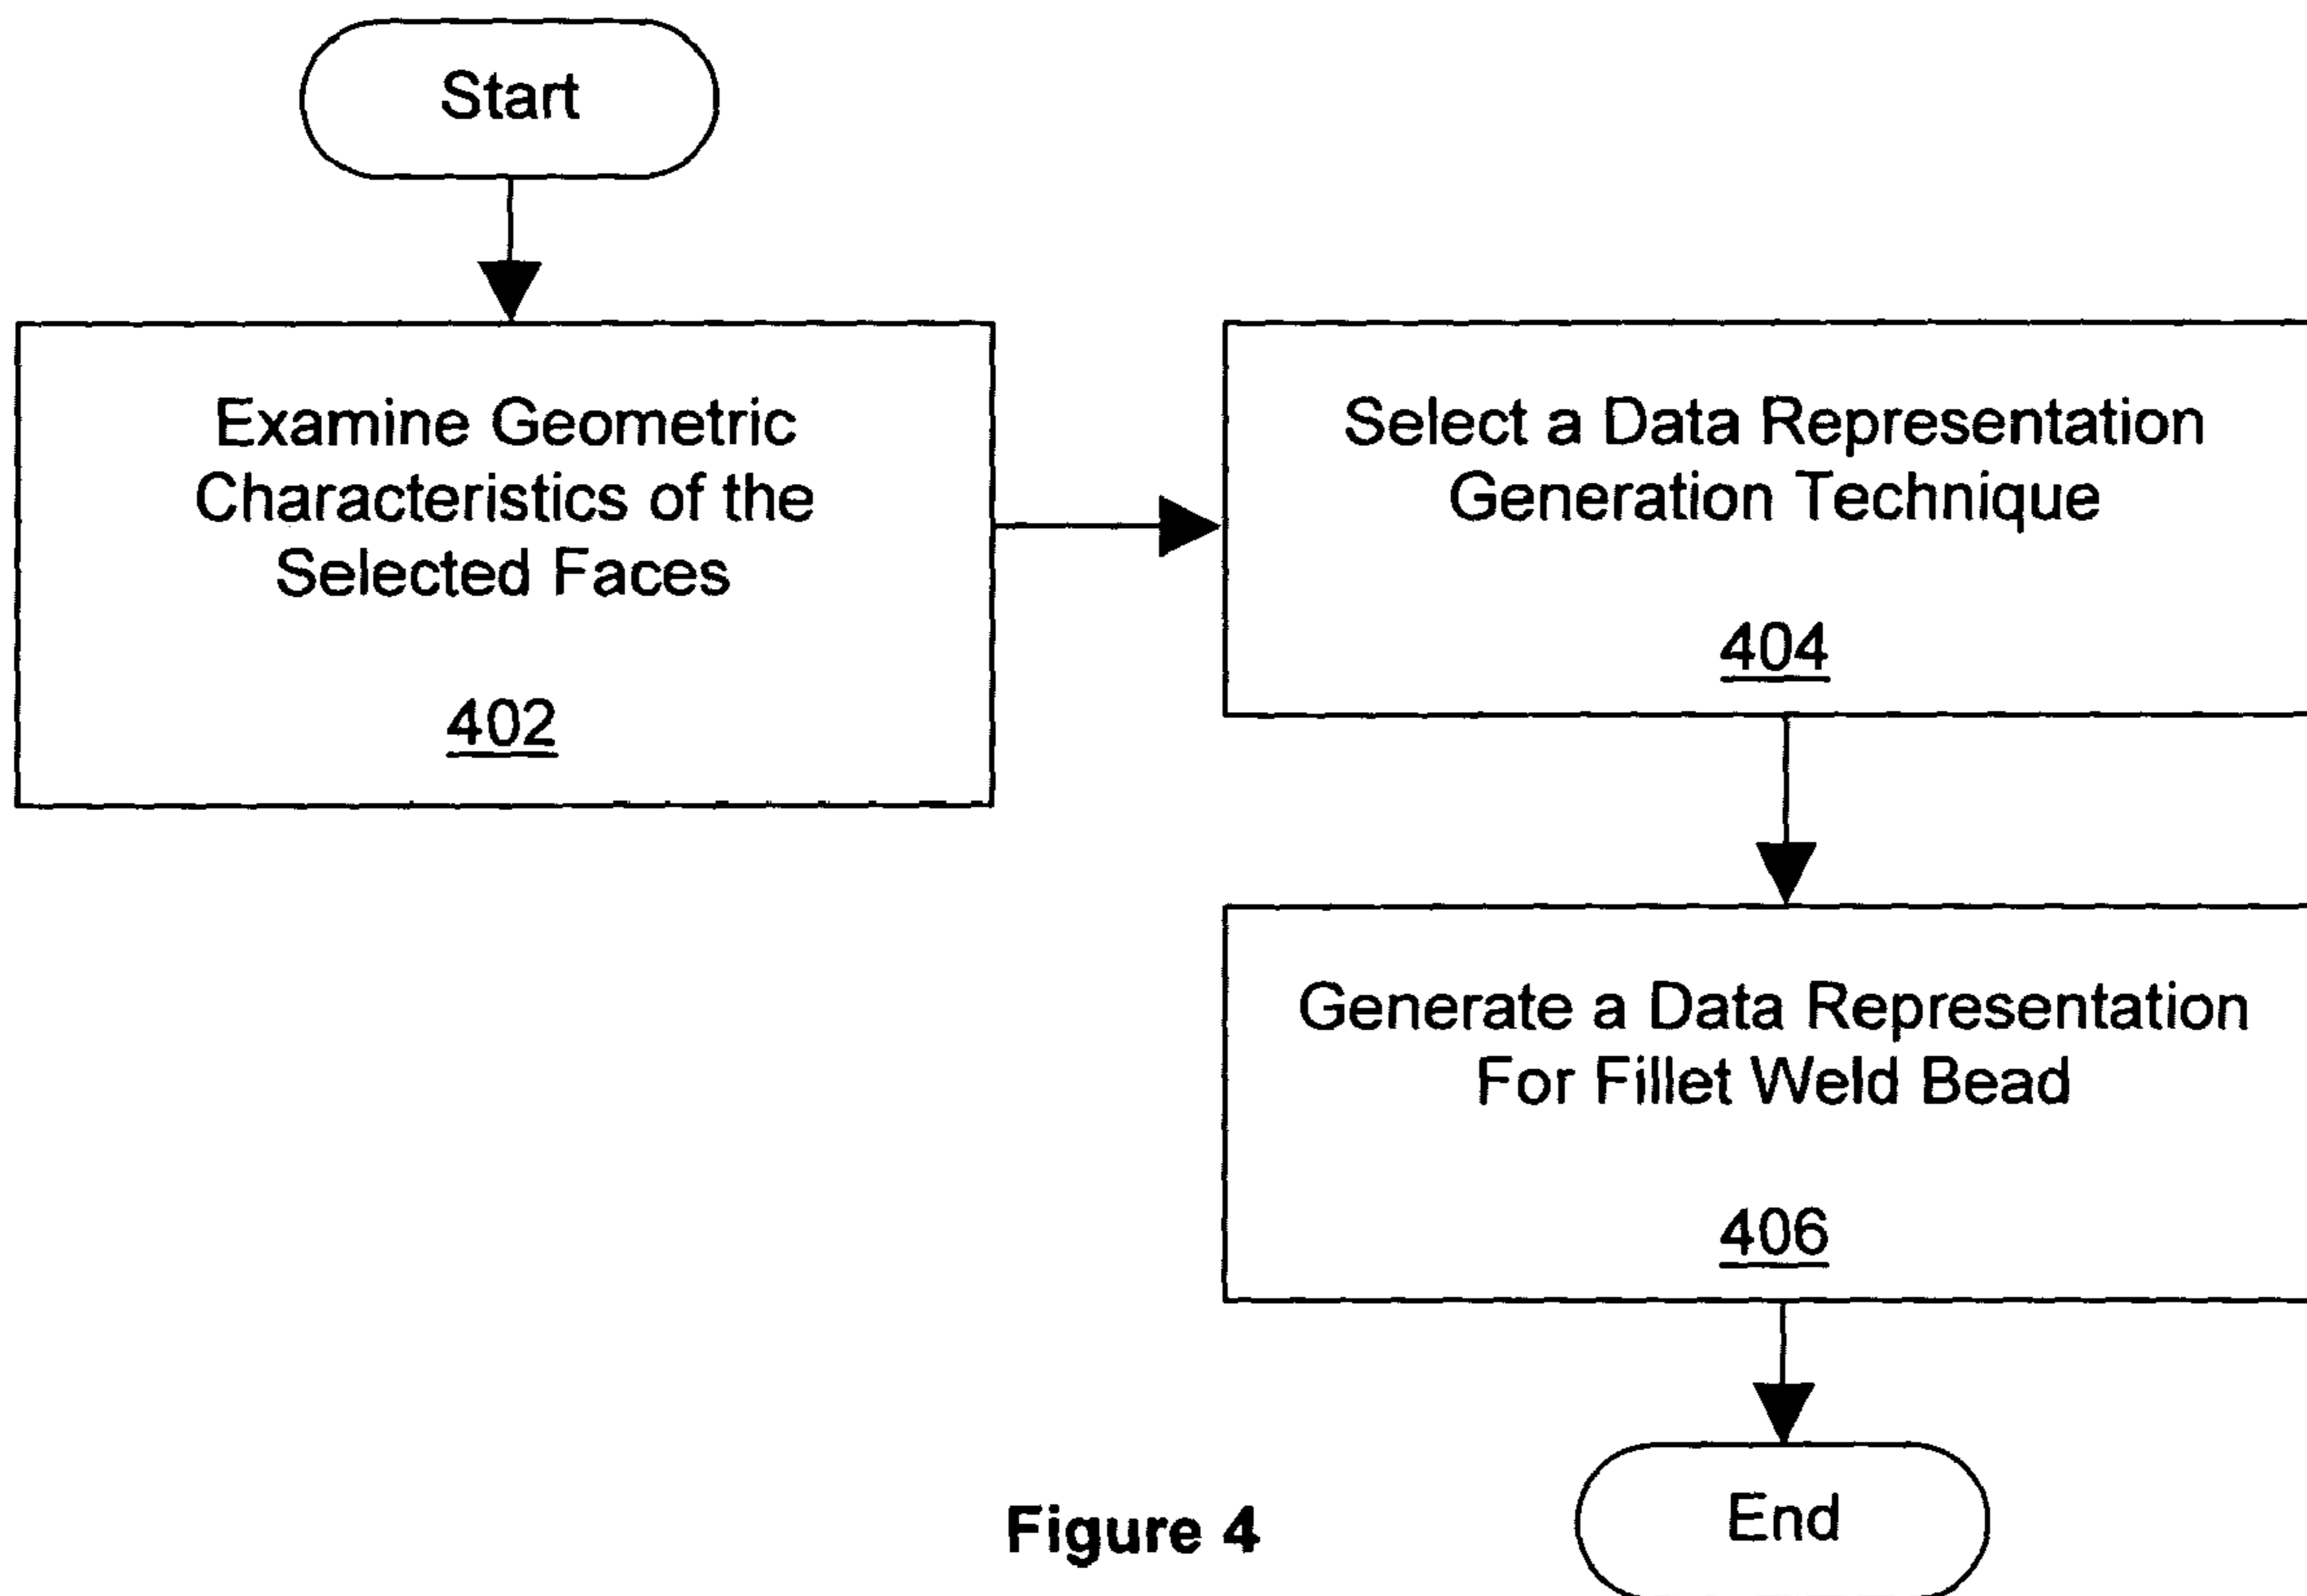 Start
Examine Geometric
Characteristics of the
Selected Faces
402
Select a Data Representation
Generation Technique
404
Generate a Data Representation
For Fillet Weld Bead
406
End
Figure 4